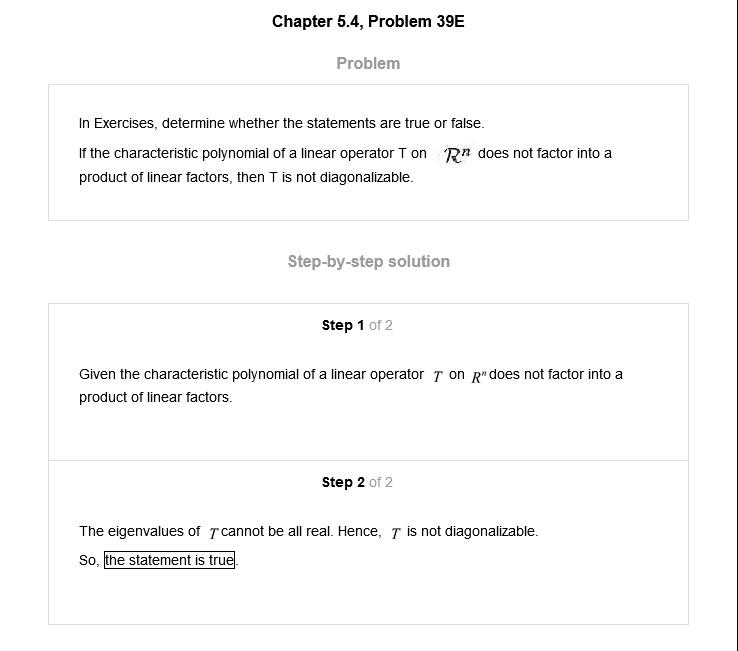 Chapter 5.4, Problem 39E
Problem
In Exercises, determine whether the statements are true or false.
If the characteristic polynomial of a linear operator T on ℛⁿ does not factor into a
product of linear factors, then T is not diagonalizable.
Step-by-step solution
Step 1 of 2
Given the characteristic polynomial of a linear operator T on Rⁿ does not factor into a
product of linear factors.
Step 2 of 2
The eigenvalues of T cannot be all real. Hence, T is not diagonalizable.
So, the statement is true.